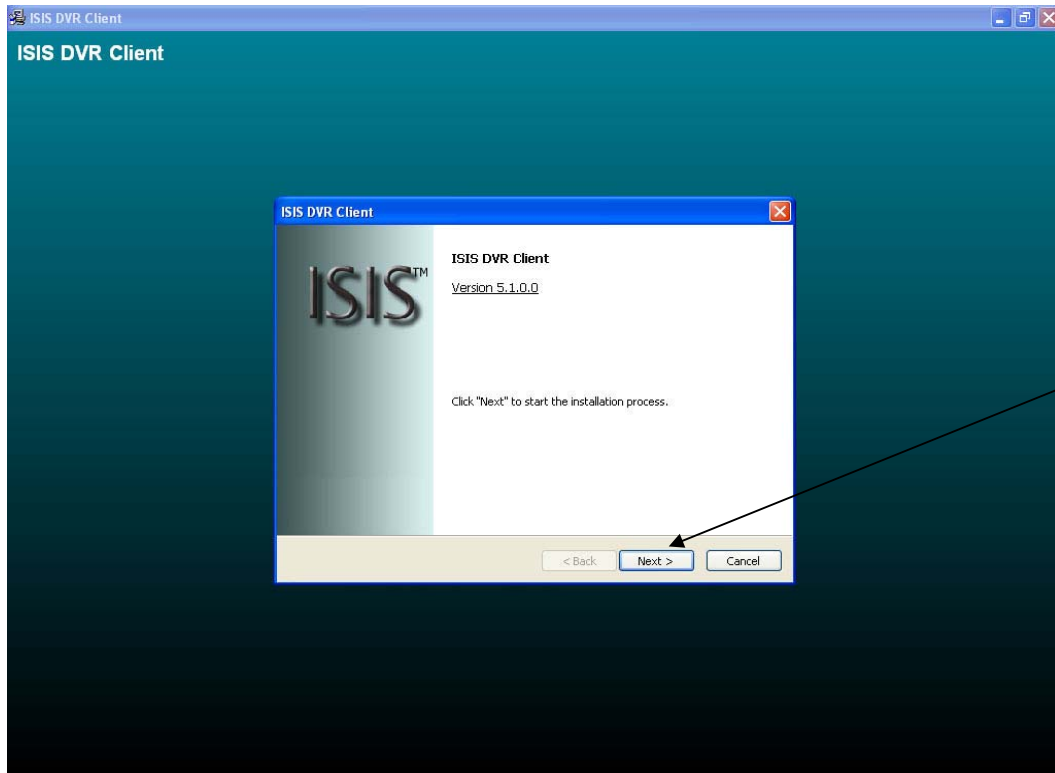 ISIS DVR Client
ISIS DVR Client
ISIS DVR Client
ISIS™
ISIS DVR Client
Version 5.1.0.0
Click "Next" to start the installation process.
< Back
Next >
Cancel